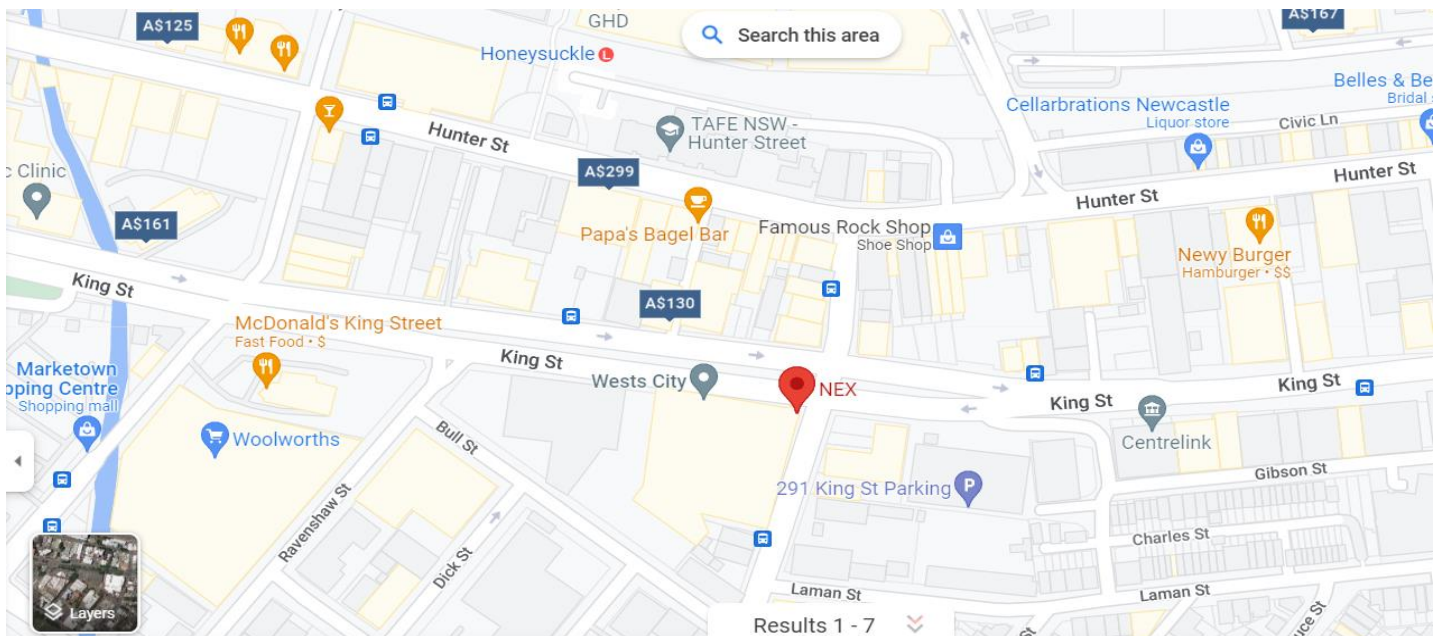 GHD
A$125
Search this area
A$167
Honeysuckle L
Belles & Be
Bridal
Cellarbrations Newcastle
Liquor store
Civic Ln
TAFE NSW -
Hunter Street
Hunter St
c Clinic
A$299
Hunter St
Hunter St
A$161
Papa's Bagel Bar
Famous Rock Shop
Shoe Shop
Newy Burger
Hamburger • $$
King St
A$130
McDonald's King Street
Fast Food • $
King St
Marketown
pping Centre
Shopping mall
Wests City
NEX
King St
King St
Centrelink
Woolworths
Bull St
Gibson St
291 King St Parking
P
Ravenshaw St
Dick St
Charles St
Laman St
Laman St
uce St
Layers
Results 1 - 7